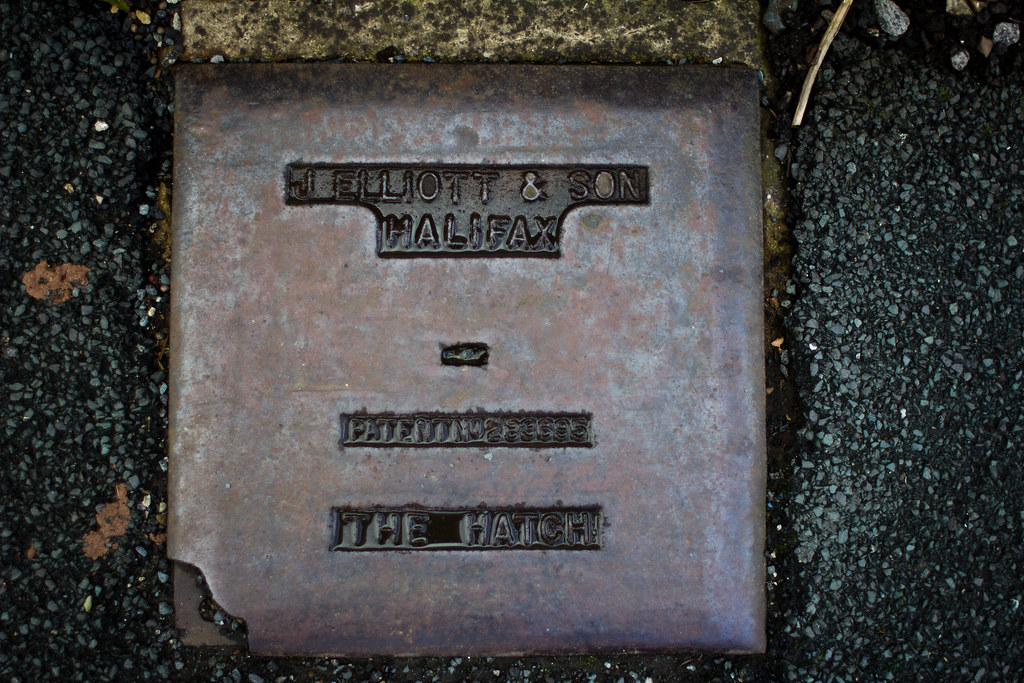 J ELLIOTT & SON
HALIFAX
PATENT No
THE HATCH